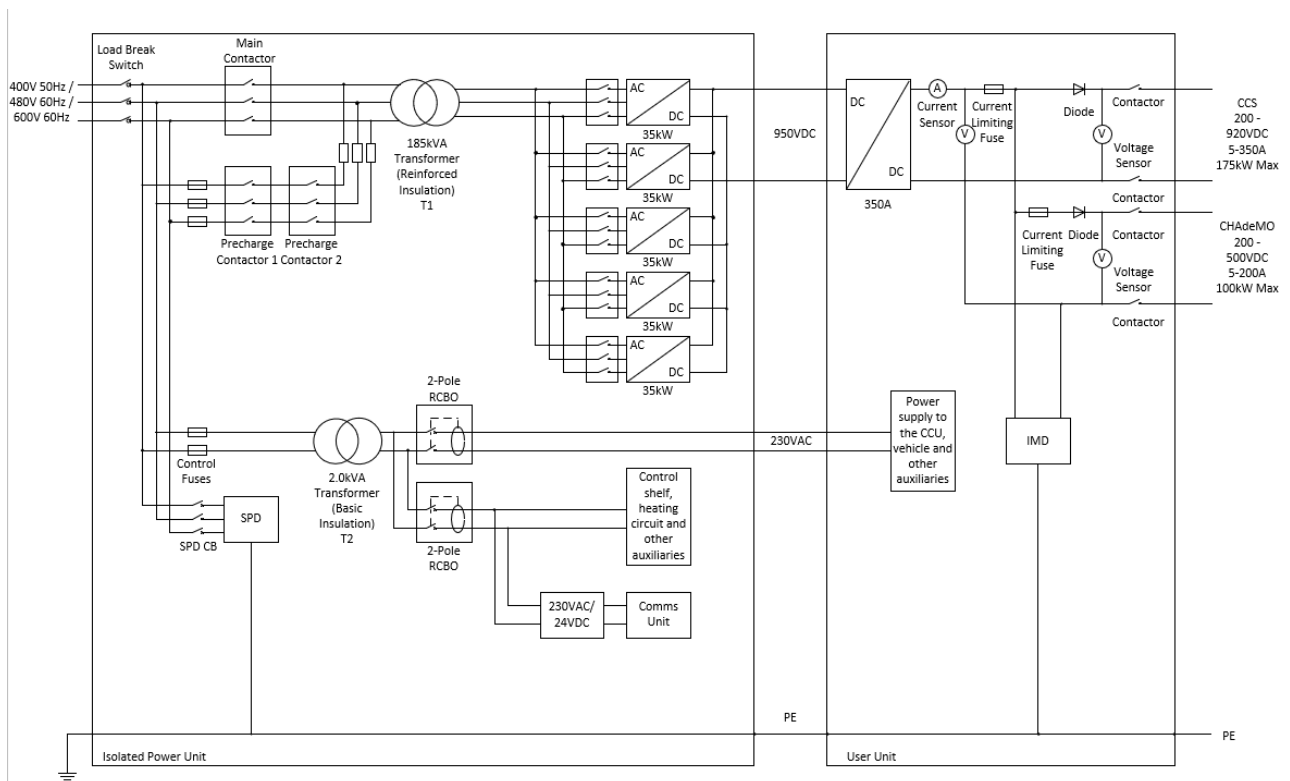 Load Break
Switch
Main
Contactor
400V 50Hz /
480V 60Hz /
600V 60Hz
185kVA
Transformer
(Reinforced
Insulation)
T1
Precharge
Contactor 1
Precharge
Contactor 2
AC
DC
35kW
AC
DC
35kW
AC
DC
35kW
AC
DC
35kW
AC
DC
35kW
950VDC
DC
DC
350A
A
Current
Sensor
V
Current
Limiting
Fuse
Diode
Contactor
V
Voltage
Sensor
Contactor
CCS
200 -
920VDC
5-350A
175kW Max
Current
Limiting
Fuse
Diode
Contactor
V
Voltage
Sensor
Contactor
CHAdeMO
200 -
500VDC
5-200A
100kW Max
Control
Fuses
2.0kVA
Transformer
(Basic
Insulation)
T2
2-Pole
RCBO
230VAC
Power
supply to
the CCU,
vehicle and
other
auxiliaries
IMD
SPD
SPD CB
2-Pole
RCBO
Control
shelf,
heating
circuit and
other
auxiliaries
230VAC/
24VDC
Comms
Unit
PE
PE
Isolated Power Unit
User Unit